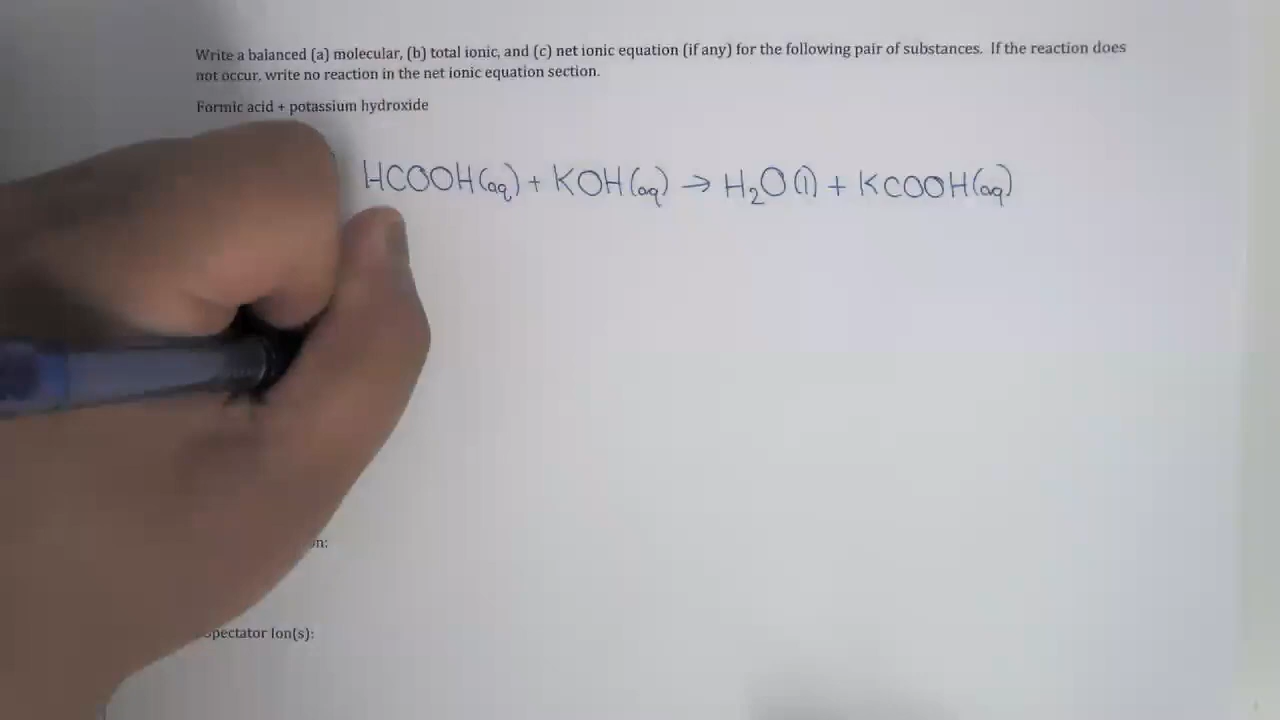 Write a balanced (a) molecular, (b) total ionic, and (c) net ionic equation (if any) for the following pair of substances. If the reaction does
not occur, write no reaction in the net ionic equation section.
Formic acid + potassium hydroxide
HCOOH(aq) + KOH(aq) → H₂O(l) + KCOOH(aq)
Spectator Ion(s):